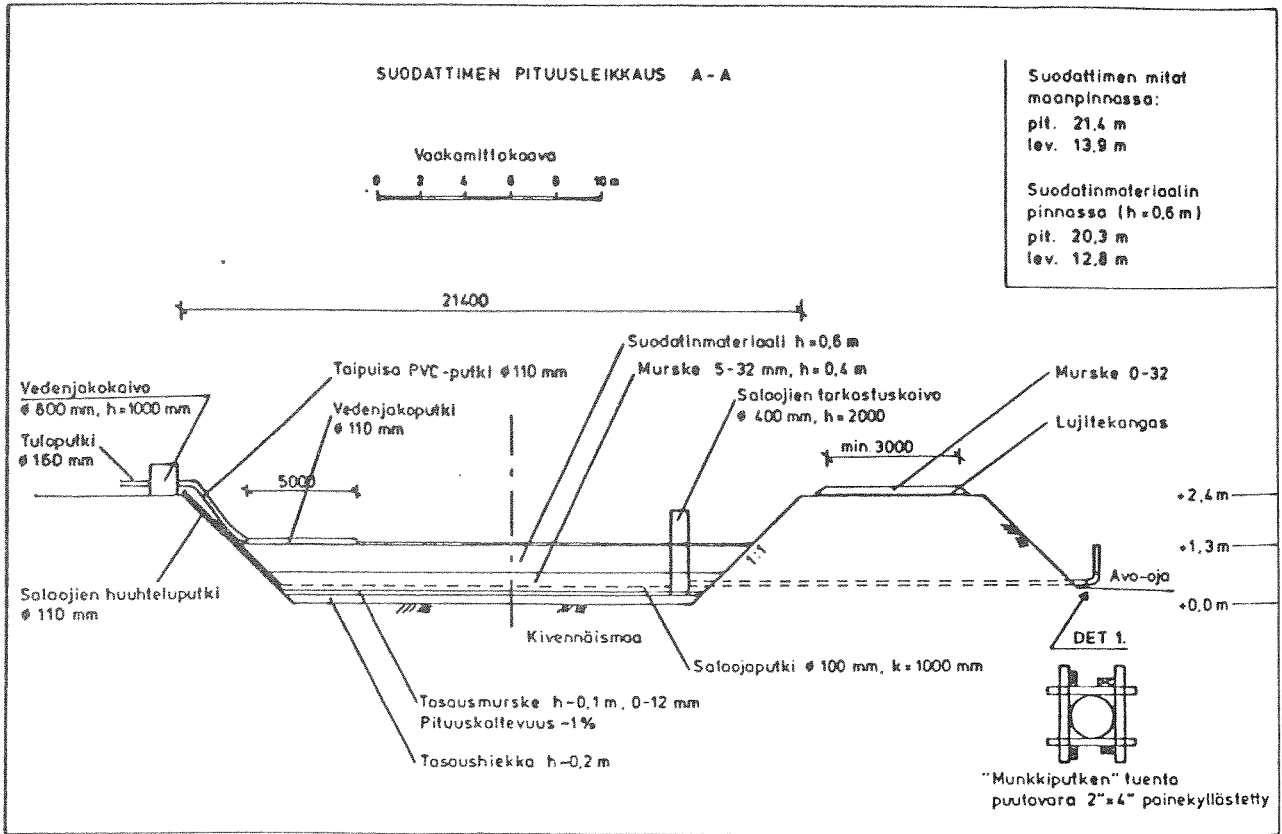 SUODATTIMEN PITUUSLEIKKAUS A-A
Suodattimen mitat
maanpinnassa:
pit. 21,4 m
lev. 13,9 m
Suodatinmateriaalin
pinnassa (h=0,6 m)
pit. 20,3 m
lev. 12,8 m
Vaakamittakaava
0 2 4 6 8 10 m
21400
Suodatinmateriaali h=0,6 m
Murske 5-32 mm, h=0,4 m
Salaojien tarkastuskaivo
ø 400 mm, h=2000
Murske 0-32
Lujitekangas
min. 3000
Taipuisa PVC-putki ø 110 mm
Vedenjakokaivo
ø 800 mm, h=1000 mm
Vedenjakoputki
ø 110 mm
Tuloputki
ø 160 mm
5000
+2,4 m
+1,3 m
+0,0 m
1:1
Avo-oja
Salaojien huuhteluputki
ø 110 mm
Kivennäismaa
DET 1.
Salaojaputki ø 100 mm, k=1000 mm
Tasausmurske h~0,1 m, 0-12 mm
Pituuskaltevuus ~1%
Tasaushiekka h~0,2 m
"Munkkiputken" tuenta
puutavara 2"x4" painekyllästetty